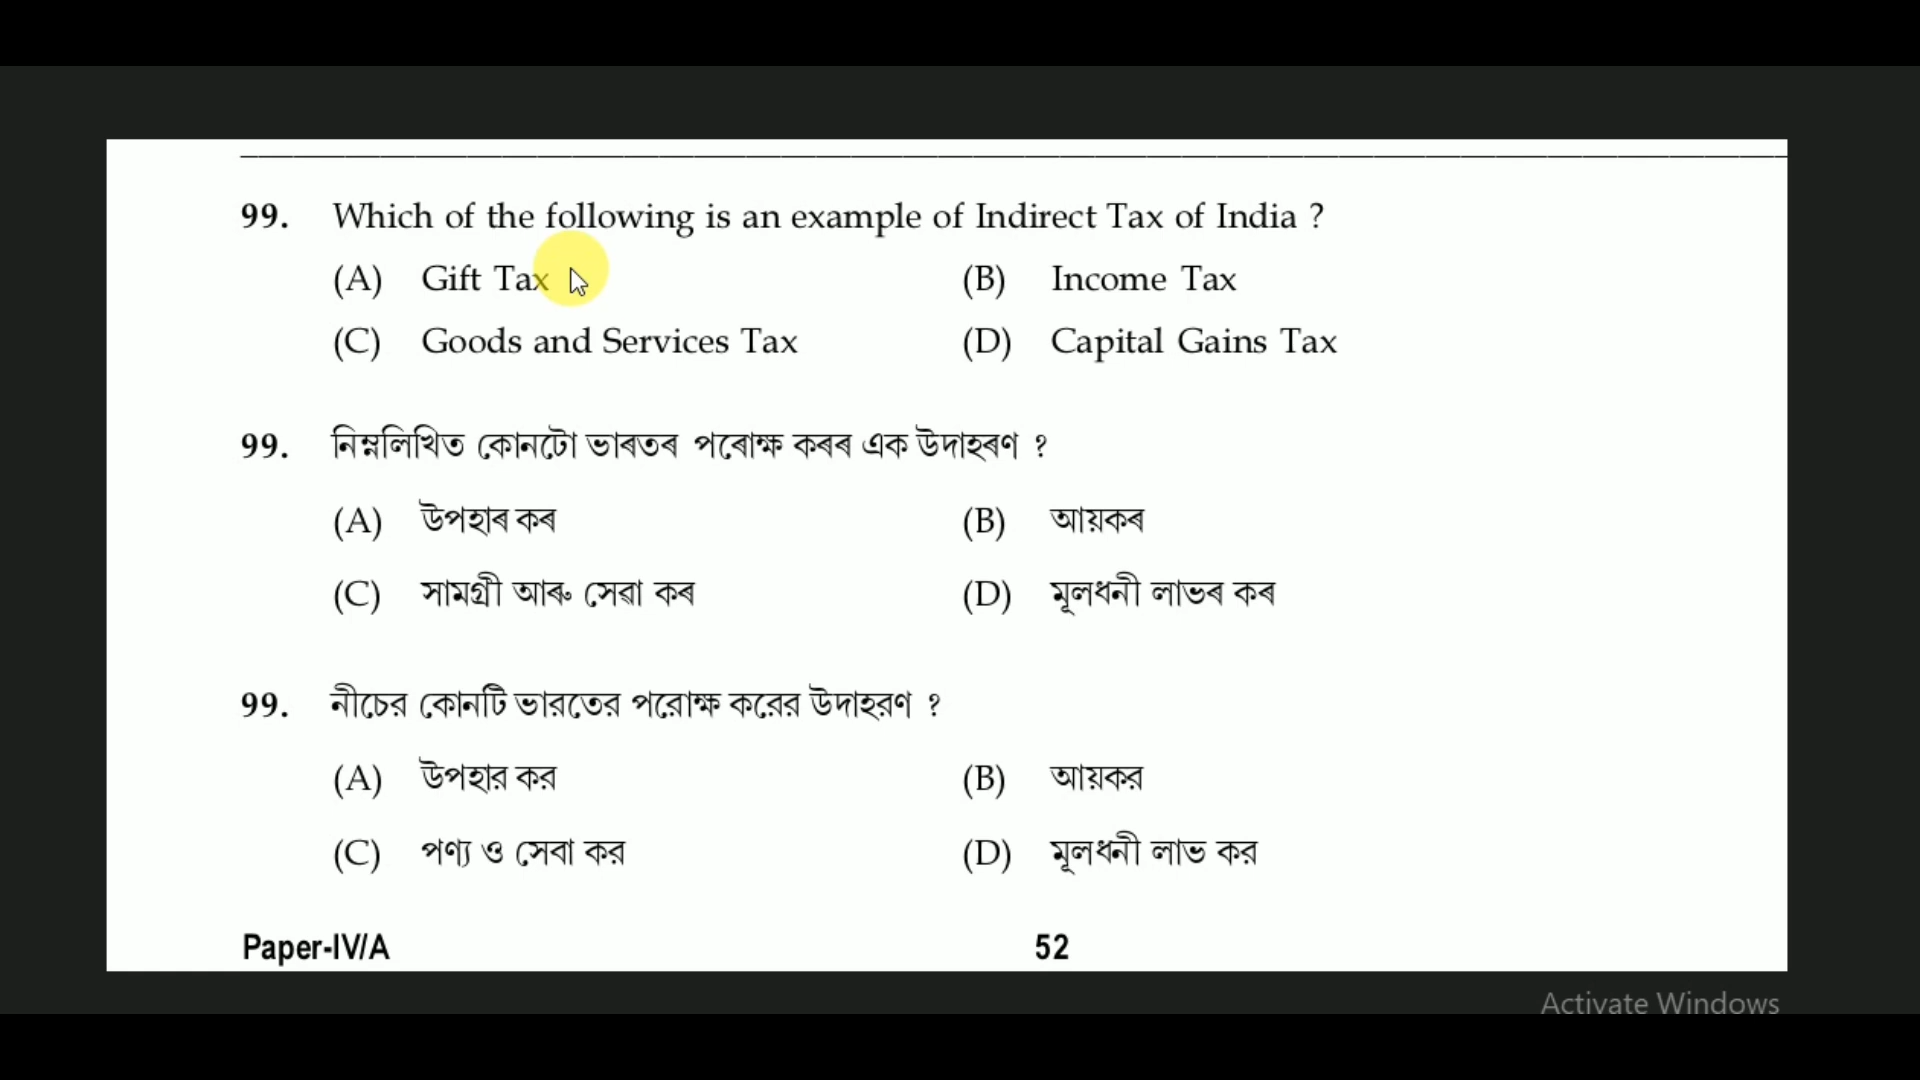 99. Which of the following is an example of Indirect Tax of India ?
(A) Gift Tax (B) Income Tax
(C) Goods and Services Tax (D) Capital Gains Tax
99. নিম্নলিখিত কোনটো ভাৰতৰ পৰোক্ষ কৰৰ এক উদাহৰণ ?
(A) উপহাৰ কৰ (B) আয়কৰ
(C) সামগ্ৰী আৰু সেৱা কৰ (D) মূলধনী লাভৰ কৰ
99. নীচের কোনটি ভারতের পরোক্ষ করের উদাহরণ ?
(A) উপহার কর (B) আয়কর
(C) পণ্য ও সেবা কর (D) মূলধনী লাভ কর
Paper-IV/A 52
Activate Windows